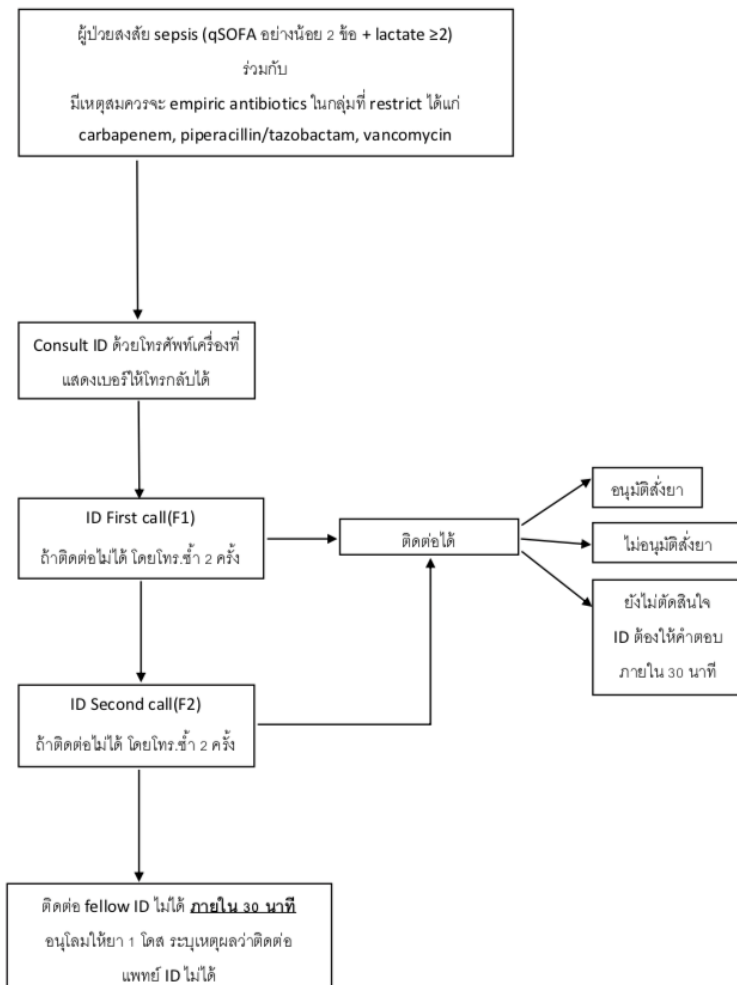 ผู้ป่วยสงสัย sepsis (qSOFA อย่างน้อย 2 ข้อ + lactate ≥2)
ร่วมกับ
มีเหตุสมควรจะ empiric antibiotics ในกลุ่มที่ restrict ได้แก่
carbapenem, piperacillin/tazobactam, vancomycin
Consult ID ด้วยโทรศัพท์เครื่องที่
แสดงเบอร์ให้โทรกลับได้
ID First call(F1)
ถ้าติดต่อไม่ได้ โดยโทร.ซ้ำ 2 ครั้ง
ติดต่อได้
อนุมัติสั่งยา
ไม่อนุมัติสั่งยา
ยังไม่ตัดสินใจ
ID ต้องให้คำตอบ
ภายใน 30 นาที
ID Second call(F2)
ถ้าติดต่อไม่ได้ โดยโทร.ซ้ำ 2 ครั้ง
ติดต่อ fellow ID ไม่ได้ ภายใน 30 นาที
อนุโลมให้ยา 1 โดส ระบุเหตุผลว่าติดต่อ
แพทย์ ID ไม่ได้